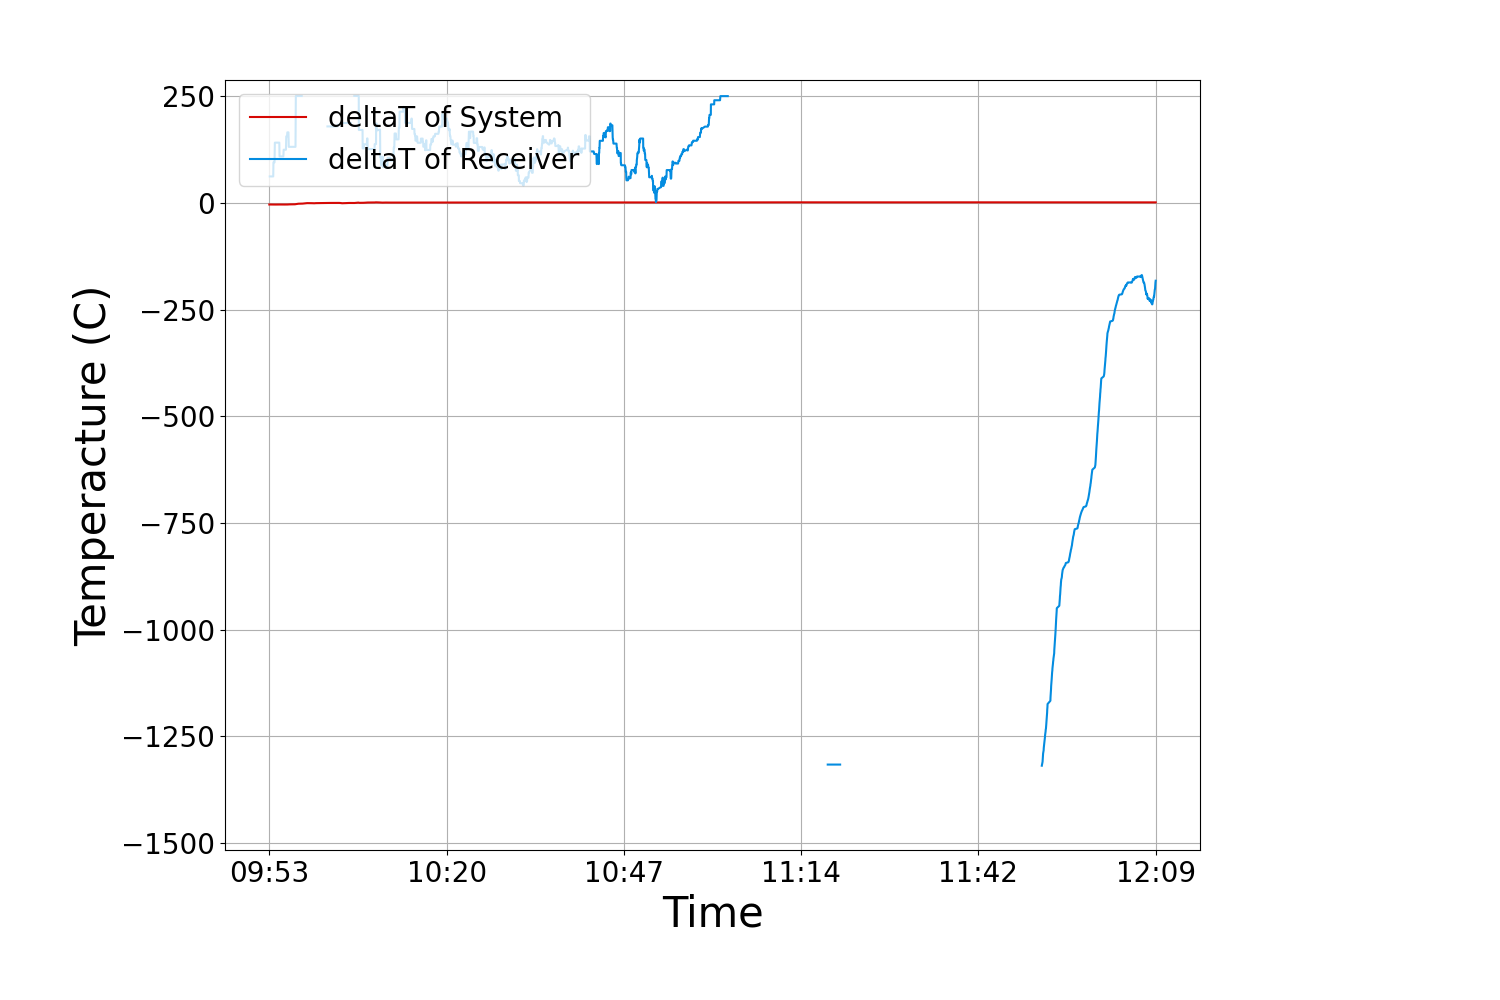 deltaT of System
deltaT of Receiver
250
0
−250
−500
−750
−1000
−1250
−1500
Temperacture (C)
09:53 10:20 10:47 11:14 11:42 12:09
Time